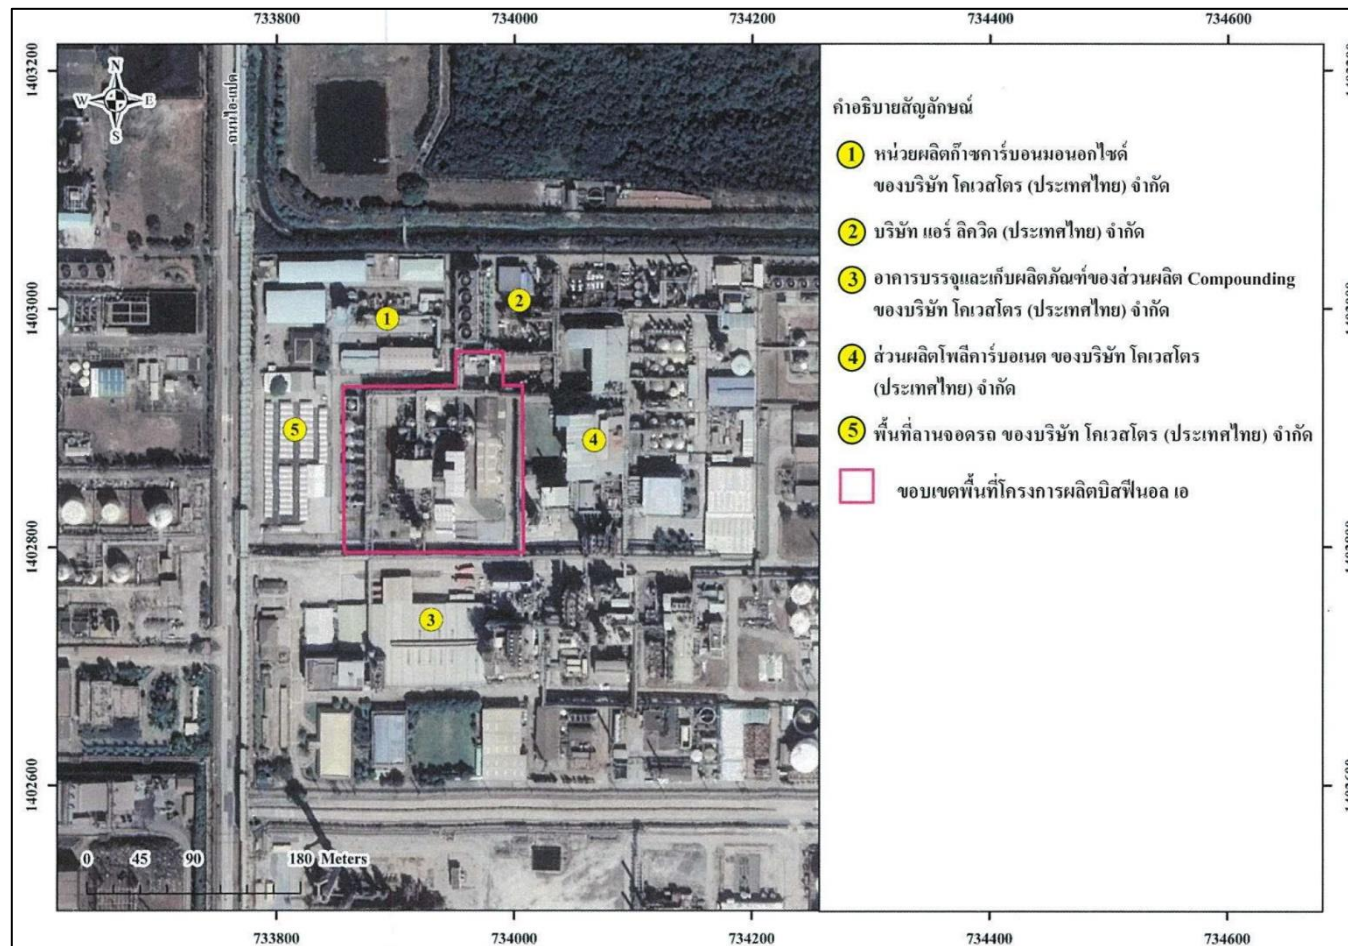 733800 734000 734200 734400 734600
1403200
1403000
1402800
1402600
N
W E
S
ถนนไอ-แปด
1
2
3
4
5
0 45 90 180 Meters
คำอธิบายสัญลักษณ์
1 หน่วยผลิตก๊าซคาร์บอนมอนอกไซด์
ของบริษัท โคเวสโตร (ประเทศไทย) จำกัด
2 บริษัท แอร์ ลิควิด (ประเทศไทย) จำกัด
3 อาคารบรรจุและเก็บผลิตภัณฑ์ของส่วนผลิต Compounding
ของบริษัท โคเวสโตร (ประเทศไทย) จำกัด
4 ส่วนผลิตโพลีคาร์บอเนต ของบริษัท โคเวสโตร
(ประเทศไทย) จำกัด
5 พื้นที่ลานจอดรถ ของบริษัท โคเวสโตร (ประเทศไทย) จำกัด
ขอบเขตพื้นที่โครงการผลิตบิสฟีนอล เอ
733800 734000 734200 734400 734600